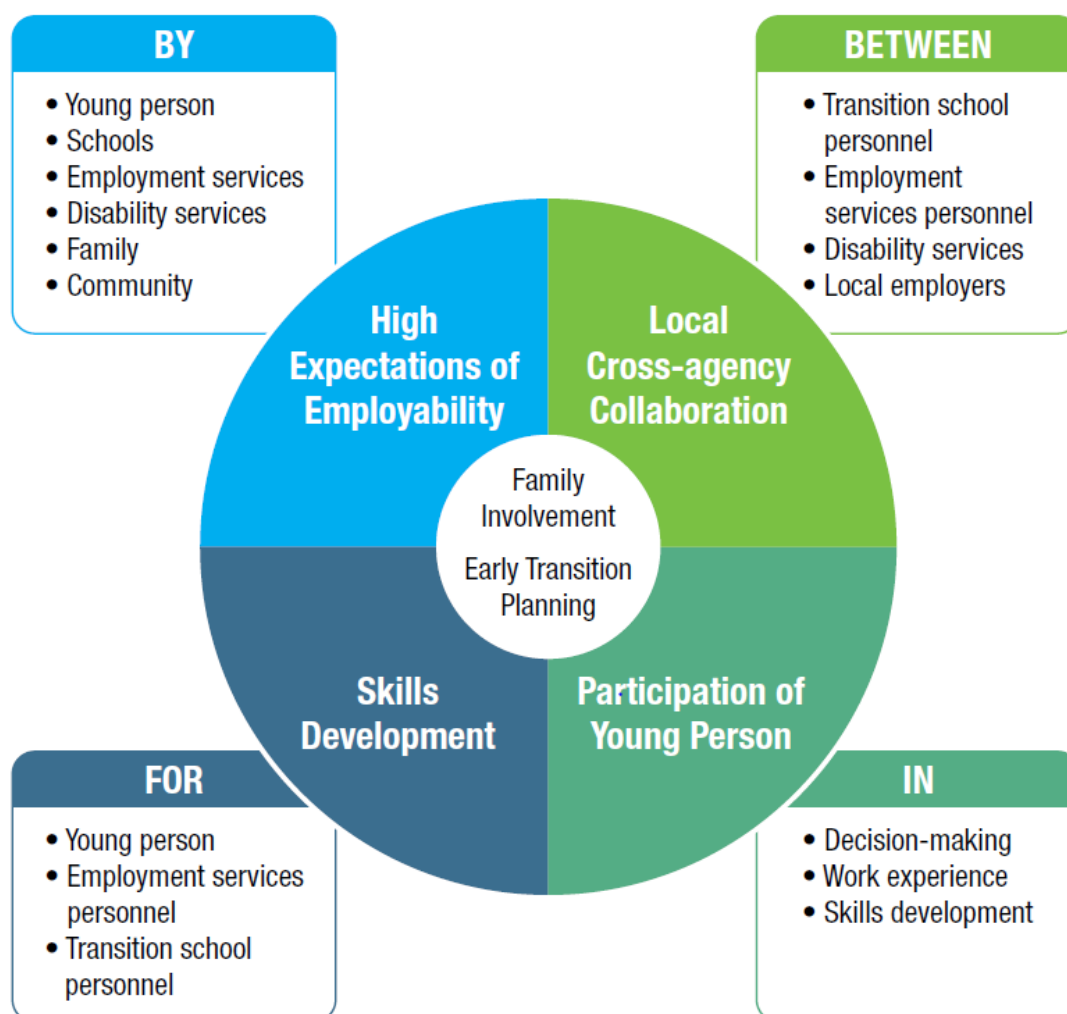 BY
• Young person
• Schools
• Employment services
• Disability services
• Family
• Community
BETWEEN
• Transition school
personnel
• Employment
services personnel
• Disability services
• Local employers
High
Expectations of
Employability
Local
Cross-agency
Collaboration
Family
Involvement
Early Transition
Planning
Skills
Development
Participation of
Young Person
FOR
• Young person
• Employment services
personnel
• Transition school
personnel
IN
• Decision-making
• Work experience
• Skills development